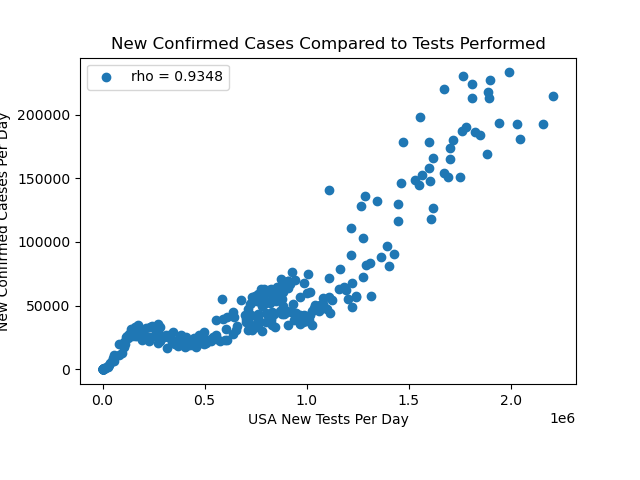 New Confirmed Cases Compared to Tests Performed
rho = 0.9348
200000
150000
100000
50000
0
New Confirmed Caeses Per Day
0.0 0.5 1.0 1.5 2.0
1e6
USA New Tests Per Day